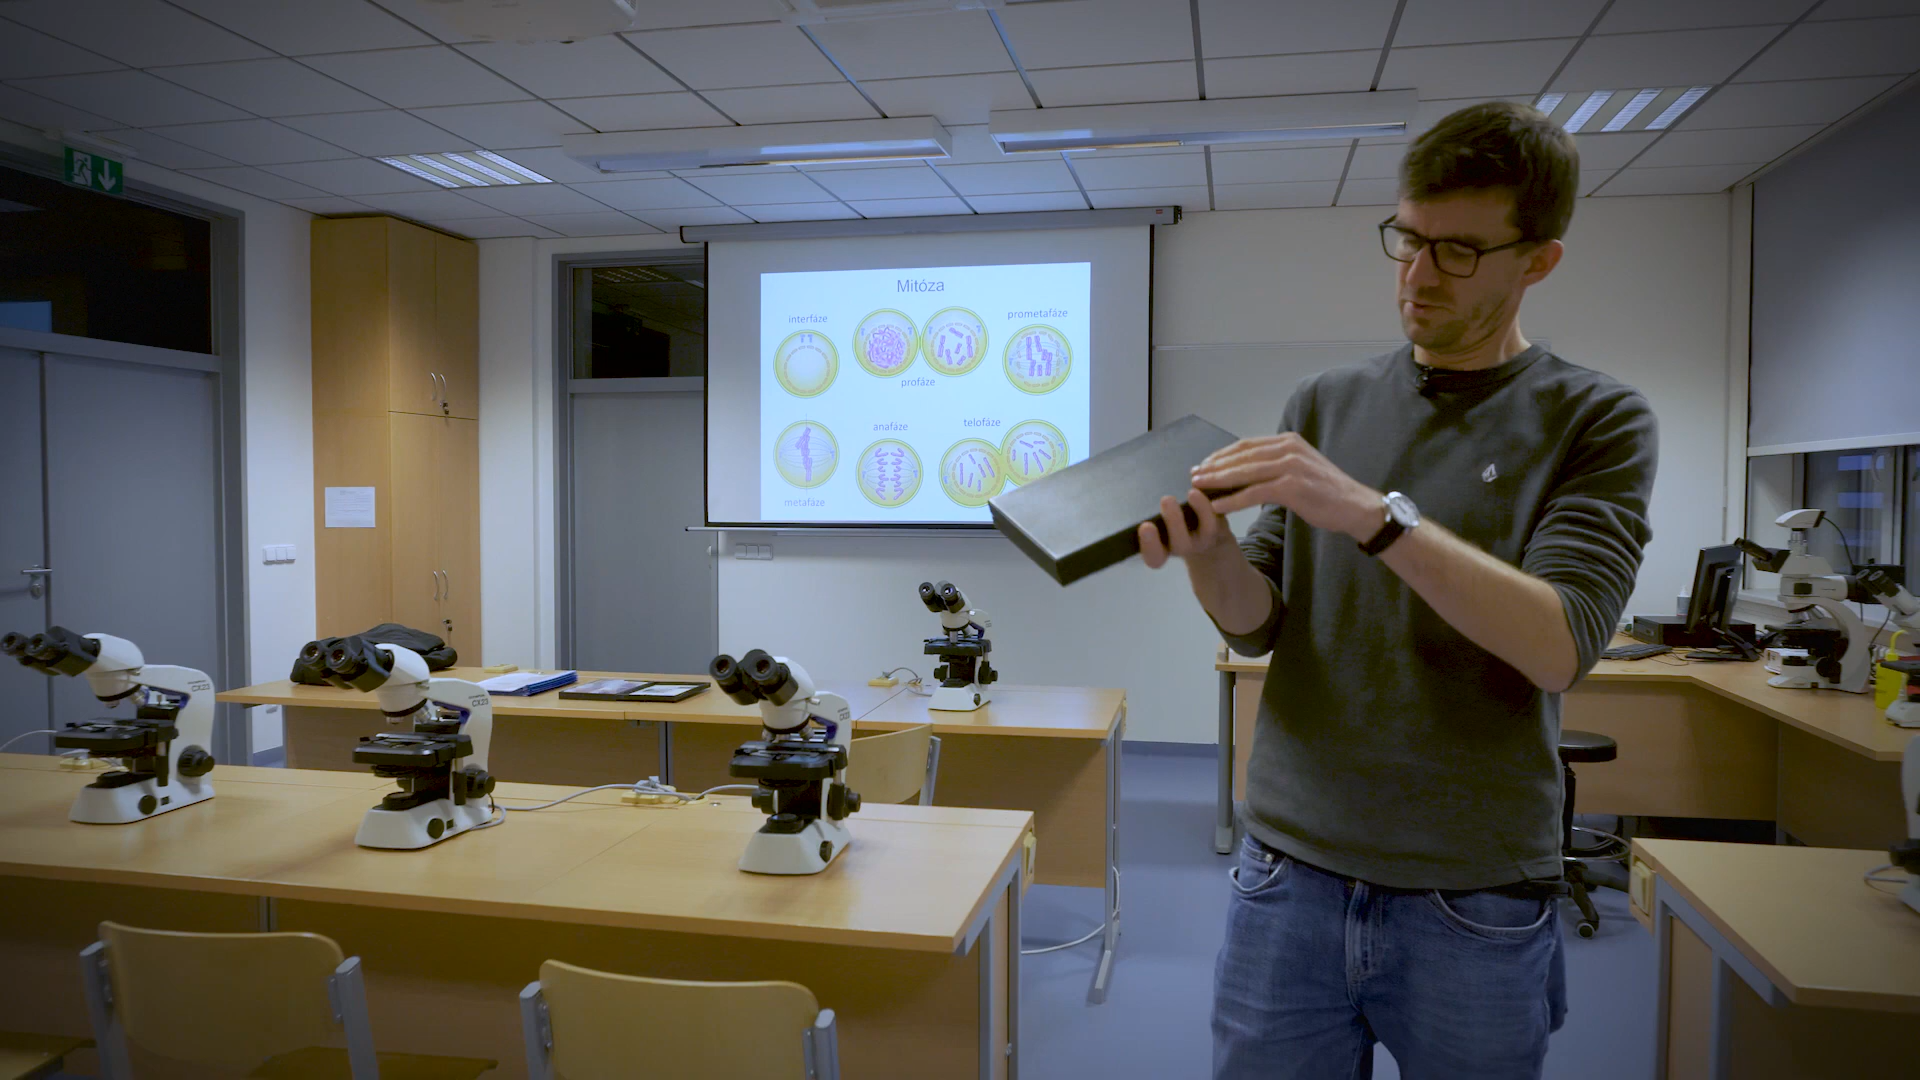 Mitóza
interfáze
prometafáze
profáze
anafáze
telofáze
metafáze
CX23
CX23